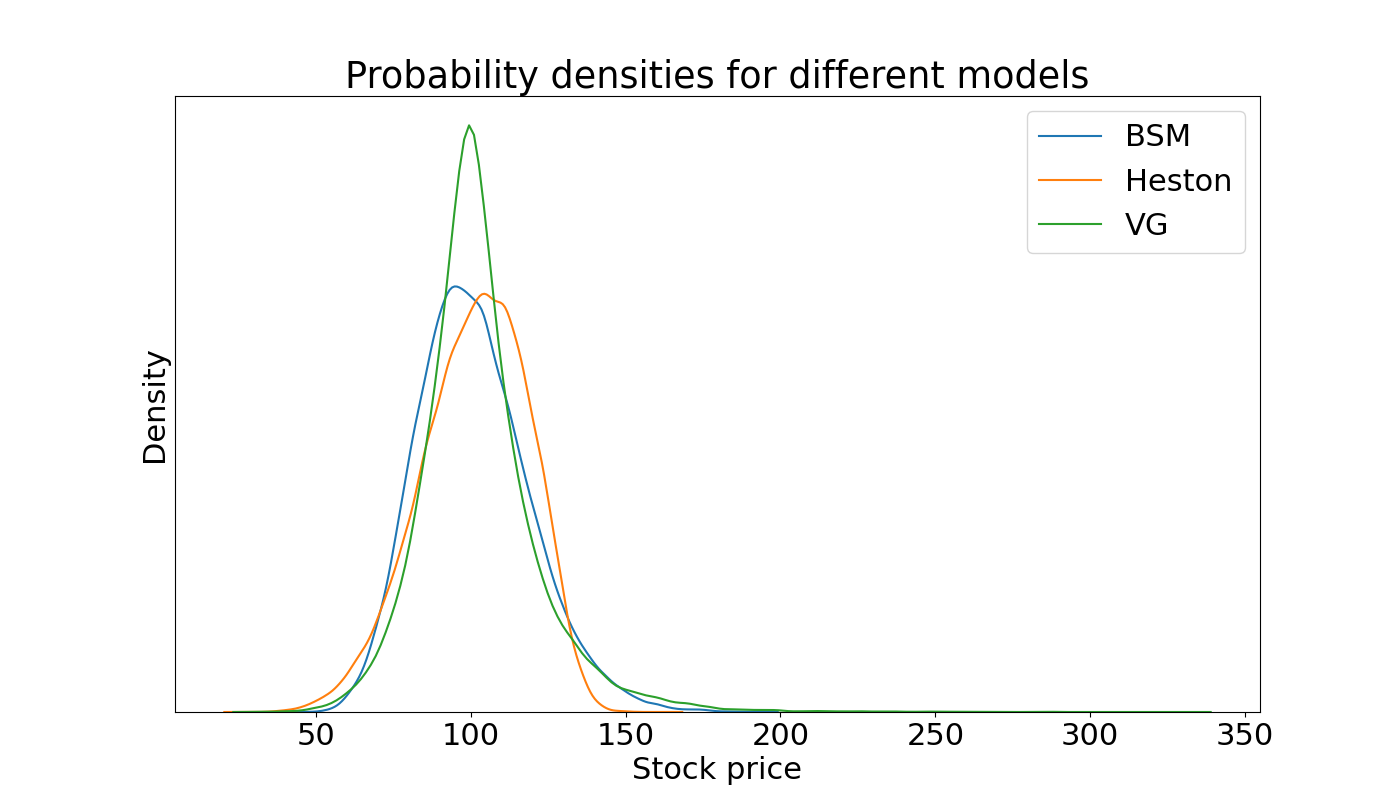 Probability densities for different models
BSM
Heston
VG
Density
50 100 150 200 250 300 350
Stock price